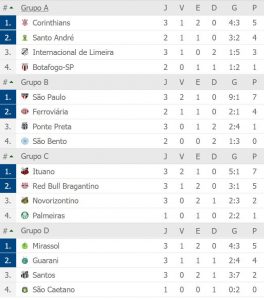 # Grupo A J V E D G P
1. Corinthians 3 1 2 0 4:3 5
2. Santo André 2 1 1 0 3:2 4
3. Internacional de Limeira 3 1 0 2 1:5 3
4. Botafogo-SP 2 0 1 1 1:2 1
# Grupo B J V E D G P
1. São Paulo 3 2 1 0 9:1 7
2. Ferroviária 2 1 1 0 2:1 4
3. Ponte Preta 3 0 1 2 2:4 1
4. São Bento 2 0 0 2 1:3 0
# Grupo C J V E D G P
1. Ituano 3 2 1 0 5:1 7
2. Red Bull Bragantino 3 1 2 0 3:1 5
3. Novorizontino 3 0 2 1 2:3 2
4. Palmeiras 1 0 1 0 2:2 1
# Grupo D J V E D G P
1. Mirassol 3 1 2 0 4:3 5
2. Guarani 3 1 1 1 2:4 4
3. Santos 3 0 2 1 3:7 2
4. São Caetano 1 0 0 1 0:2 0